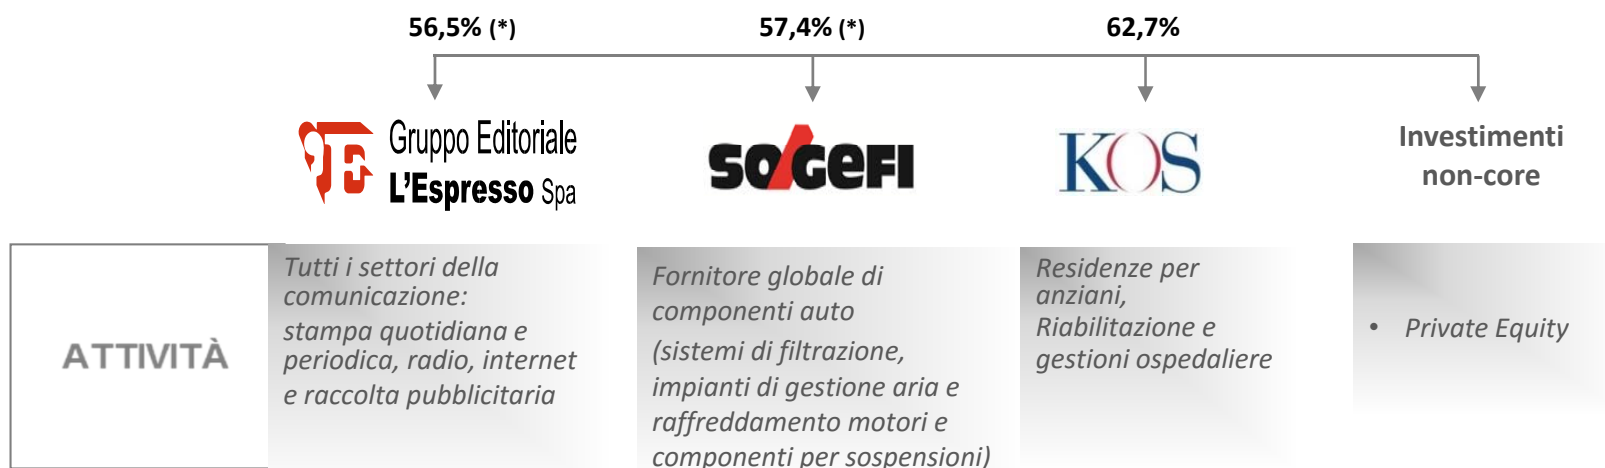 56,5% (*)
57,4% (*)
62,7%
Gruppo Editoriale
L'Espresso Spa
SOGEFI
KOS
Investimenti
non-core
ATTIVITÀ
Tutti i settori della
comunicazione:
stampa quotidiana e
periodica, radio, internet
e raccolta pubblicitaria
Fornitore globale di
componenti auto
(sistemi di filtrazione,
impianti di gestione aria e
raffreddamento motori e
componenti per sospensioni)
Residenze per
anziani,
Riabilitazione e
gestioni ospedaliere
• Private Equity